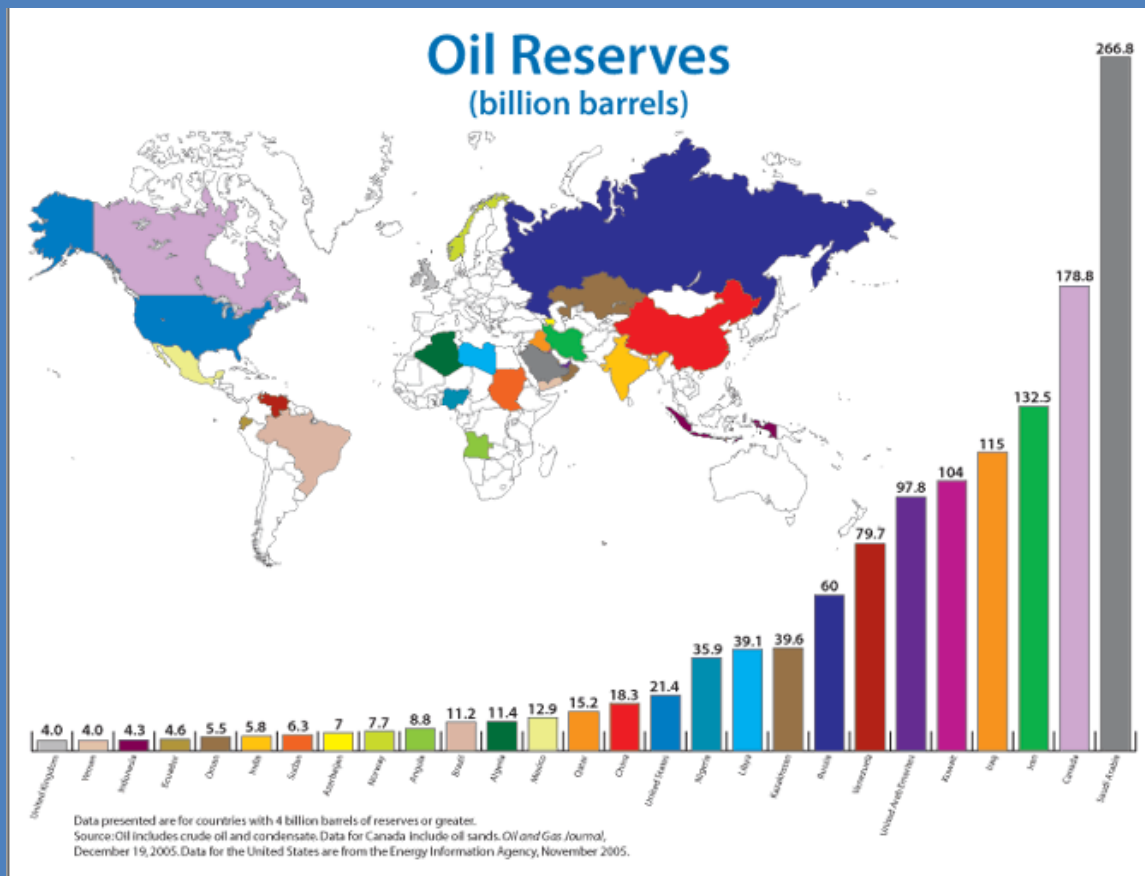 Oil Reserves
(billion barrels)
266.8
178.8
132.5
115
104
97.8
79.7
60
39.6
39.1
35.9
21.4
18.3
15.2
12.9
11.4
11.2
8.8
7.7
7
6.3
5.8
5.5
4.6
4.3
4.0
4.0
United Kingdom
Yemen
Indonesia
Ecuador
Oman
India
Sudan
Azerbaijan
Norway
Angola
Brazil
Algeria
Mexico
Qatar
China
United States
Nigeria
Libya
Kazakhstan
Russia
Venezuela
United Arab Emirites
Kuwait
Iraq
Iran
Canada
Saudi Arabia
Data presented are for countries with 4 billion barrels of reserves or greater.
Source: Oil includes crude oil and condensate. Data for Canada include oil sands. Oil and Gas Journal,
December 19, 2005. Data for the United States are from the Energy Information Agency, November 2005.